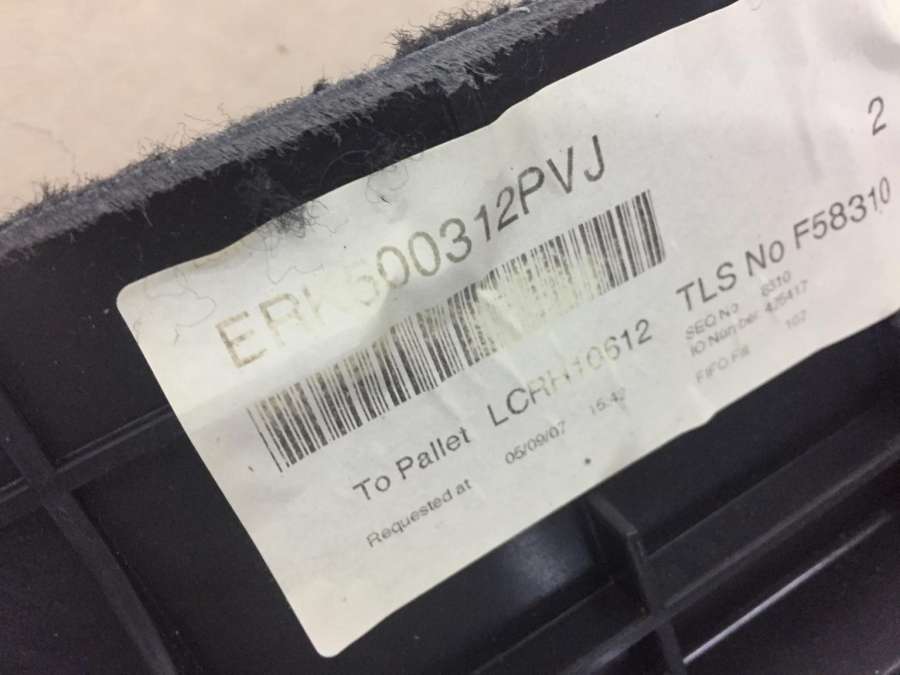 2
ERK500312PVJ
To Pallet LCRH10612
TLS No F58310
Requested at 05/09/07 15:42
SEQ.No 8310
IO Number 425417
FIFO Fill 102